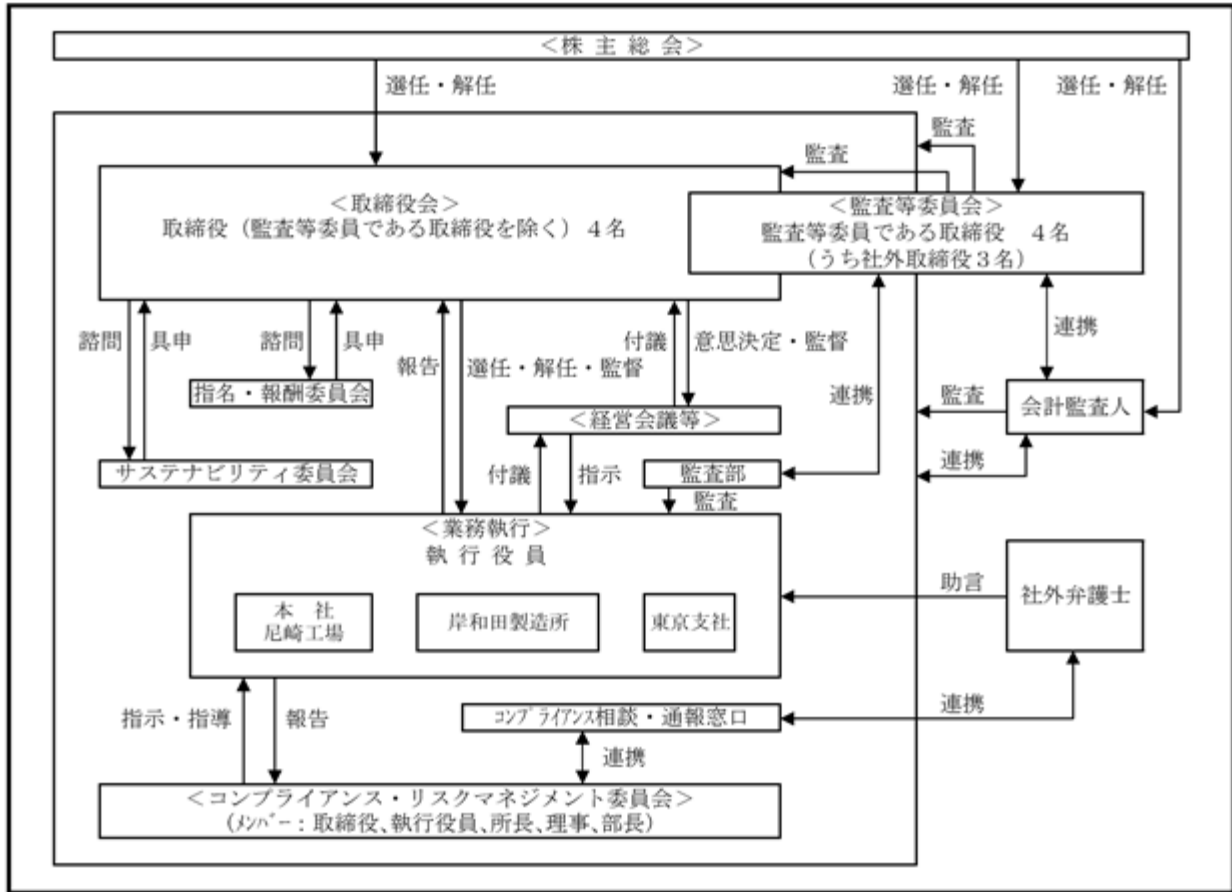 ＜株 主 総 会＞
選任・解任
選任・解任
選任・解任
監査
監査
＜取締役会＞
取締役（監査等委員である取締役を除く）４名
＜監査等委員会＞
監査等委員である取締役　４名
（うち社外取締役３名）
諮問
具申
諮問
具申
報告
選任・解任・監督
付議
意思決定・監督
連携
連携
指名・報酬委員会
＜経営会議等＞
監査
会計監査人
サステナビリティ委員会
付議
指示
監査部
連携
監査
＜業務執行＞
執 行 役 員
本　社
尼崎工場
岸和田製造所
東京支社
助言
社外弁護士
指示・指導
報告
ｺﾝﾌﾟﾗｲｱﾝｽ相談・通報窓口
連携
連携
＜コンプライアンス・リスクマネジメント委員会＞
（ﾒﾝﾊﾞｰ：取締役、執行役員、所長、理事、部長）